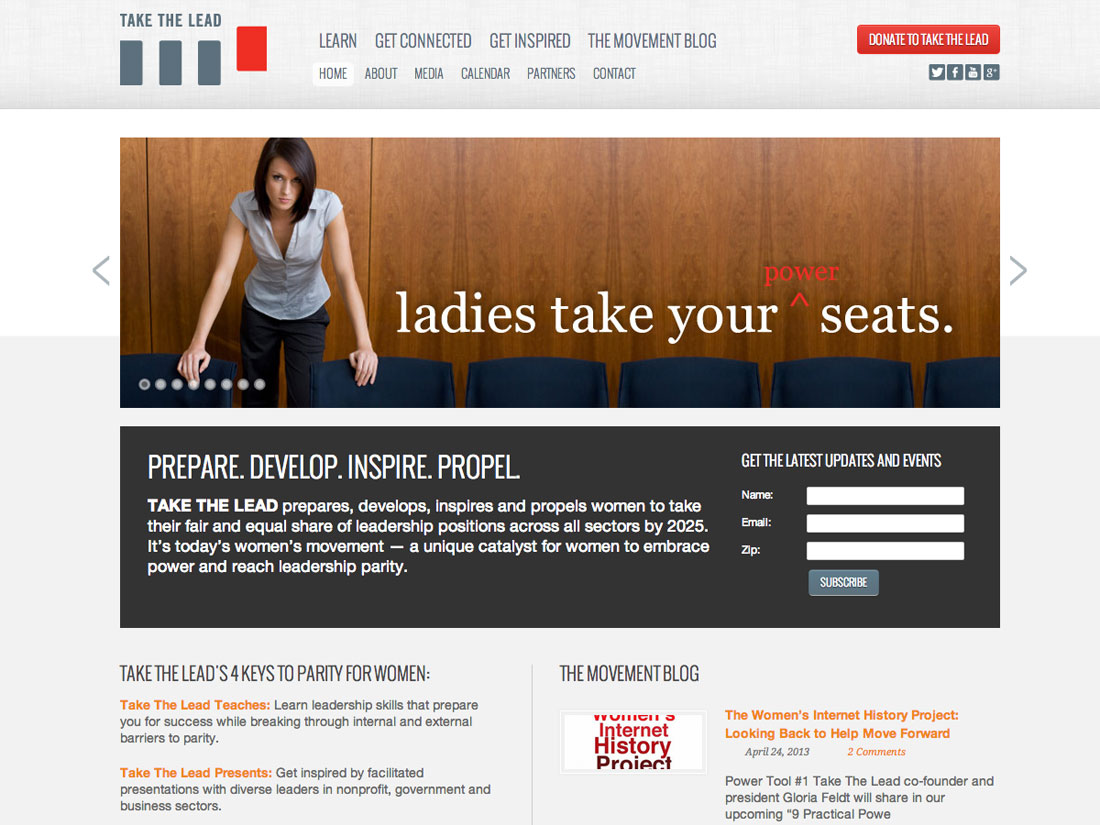 TAKE THE LEAD
LEARN GET CONNECTED GET INSPIRED THE MOVEMENT BLOG
HOME ABOUT MEDIA CALENDAR PARTNERS CONTACT
DONATE TO TAKE THE LEAD
power
^
ladies take your seats.
PREPARE. DEVELOP. INSPIRE. PROPEL.
TAKE THE LEAD prepares, develops, inspires and propels women to take
their fair and equal share of leadership positions across all sectors by 2025.
It's today's women's movement — a unique catalyst for women to embrace
power and reach leadership parity.
GET THE LATEST UPDATES AND EVENTS
Name:
Email:
Zip:
SUBSCRIBE
TAKE THE LEAD'S 4 KEYS TO PARITY FOR WOMEN:
Take The Lead Teaches: Learn leadership skills that prepare
you for success while breaking through internal and external
barriers to parity.
Take The Lead Presents: Get inspired by facilitated
presentations with diverse leaders in nonprofit, government and
business sectors.
THE MOVEMENT BLOG
Women's
Internet
History
Project
The Women's Internet History Project:
Looking Back to Help Move Forward
April 24, 2013 2 Comments
Power Tool #1 Take The Lead co-founder and
president Gloria Feldt will share in our
upcoming "9 Practical Powe